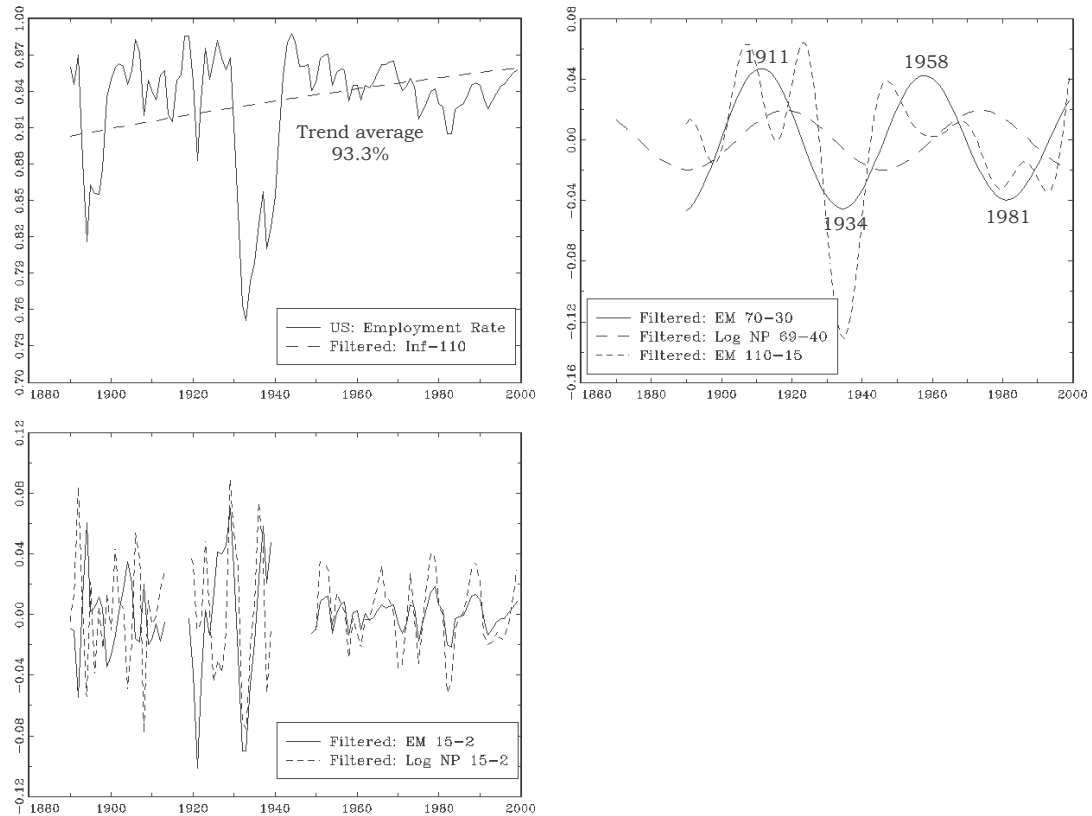 1.00
0.97
0.94
0.91
0.88
0.85
0.82
0.79
0.76
0.73
0.70
Trend average
93.3%
US: Employment Rate
Filtered: Inf-110
1880 1900 1920 1940 1960 1980 2000
0.08
0.04
0.00
-0.04
-0.08
-0.12
-0.16
1911
1958
1934
1981
Filtered: EM 70-30
Filtered: Log NP 69-40
Filtered: EM 110-15
1860 1880 1900 1920 1940 1960 1980 2000
0.12
0.08
0.04
0.00
-0.04
-0.08
-0.12
Filtered: EM 15-2
Filtered: Log NP 15-2
1880 1900 1920 1940 1960 1980 2000